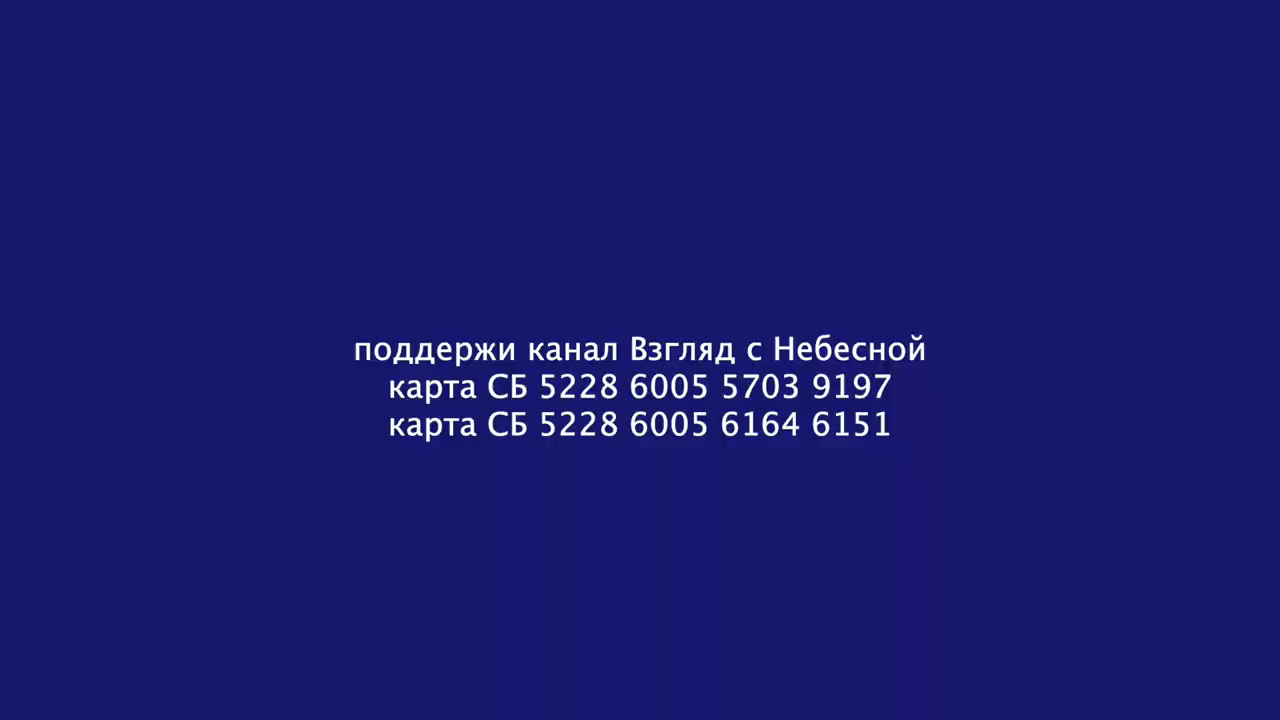 поддержи канал Взгляд с Небесной
карта СБ 5228 6005 5703 9197
карта СБ 5228 6005 6164 6151